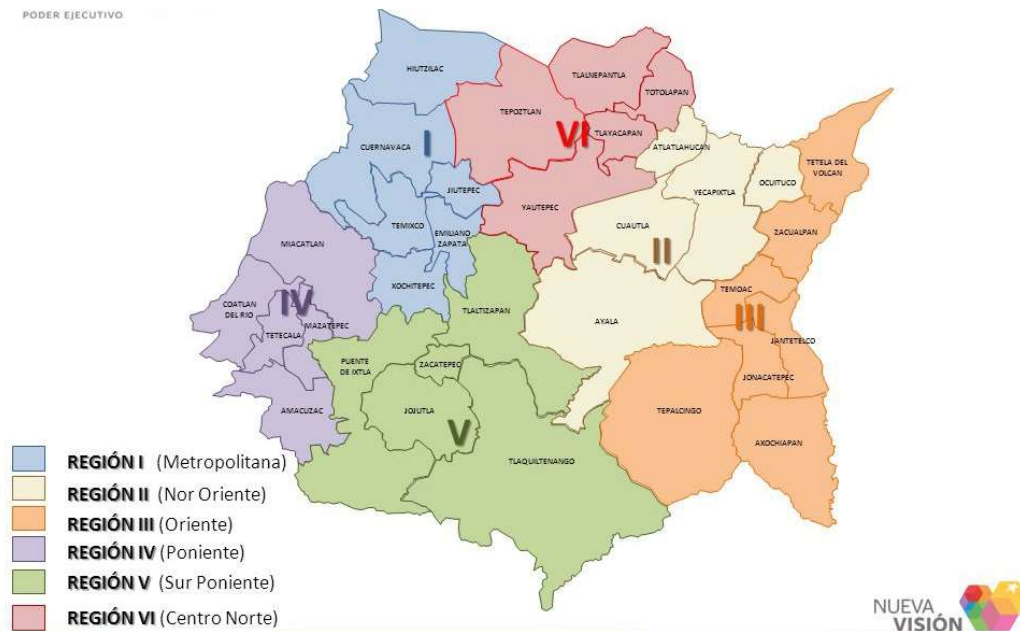 PODER EJECUTIVO
HIUTZILAC
TLALNEPANTLA
TOTOLAPAN
TEPOZTLAN
VI
TLAYACAPAN
CUERNAVACA
I
ATLATLAHUCAN
TETELA DEL
VOLCAN
OCUITUCO
YECAPIXTLA
JIUTEPEC
YAUTEPEC
TEMIXCO
EMILIANO
ZAPATA
CUAUTLA
II
ZACUALPAN
MIACATLAN
XOCHITEPEC
TEMOAC
COATLAN
DEL RIO
IV
TLALTIZAPAN
AYALA
III
MAZATEPEC
TETECALA
JANTETELCO
PUENTE
DE IXTLA
ZACATEPEC
JONACATEPEC
AMACUZAC
JOJUTLA
V
TEPALCINGO
AXOCHIAPAN
TLAQUILTENANGO
REGIÓN I (Metropolitana)
REGIÓN II (Nor Oriente)
REGIÓN III (Oriente)
REGIÓN IV (Poniente)
REGIÓN V (Sur Poniente)
REGIÓN VI (Centro Norte)
NUEVA
VISIÓN